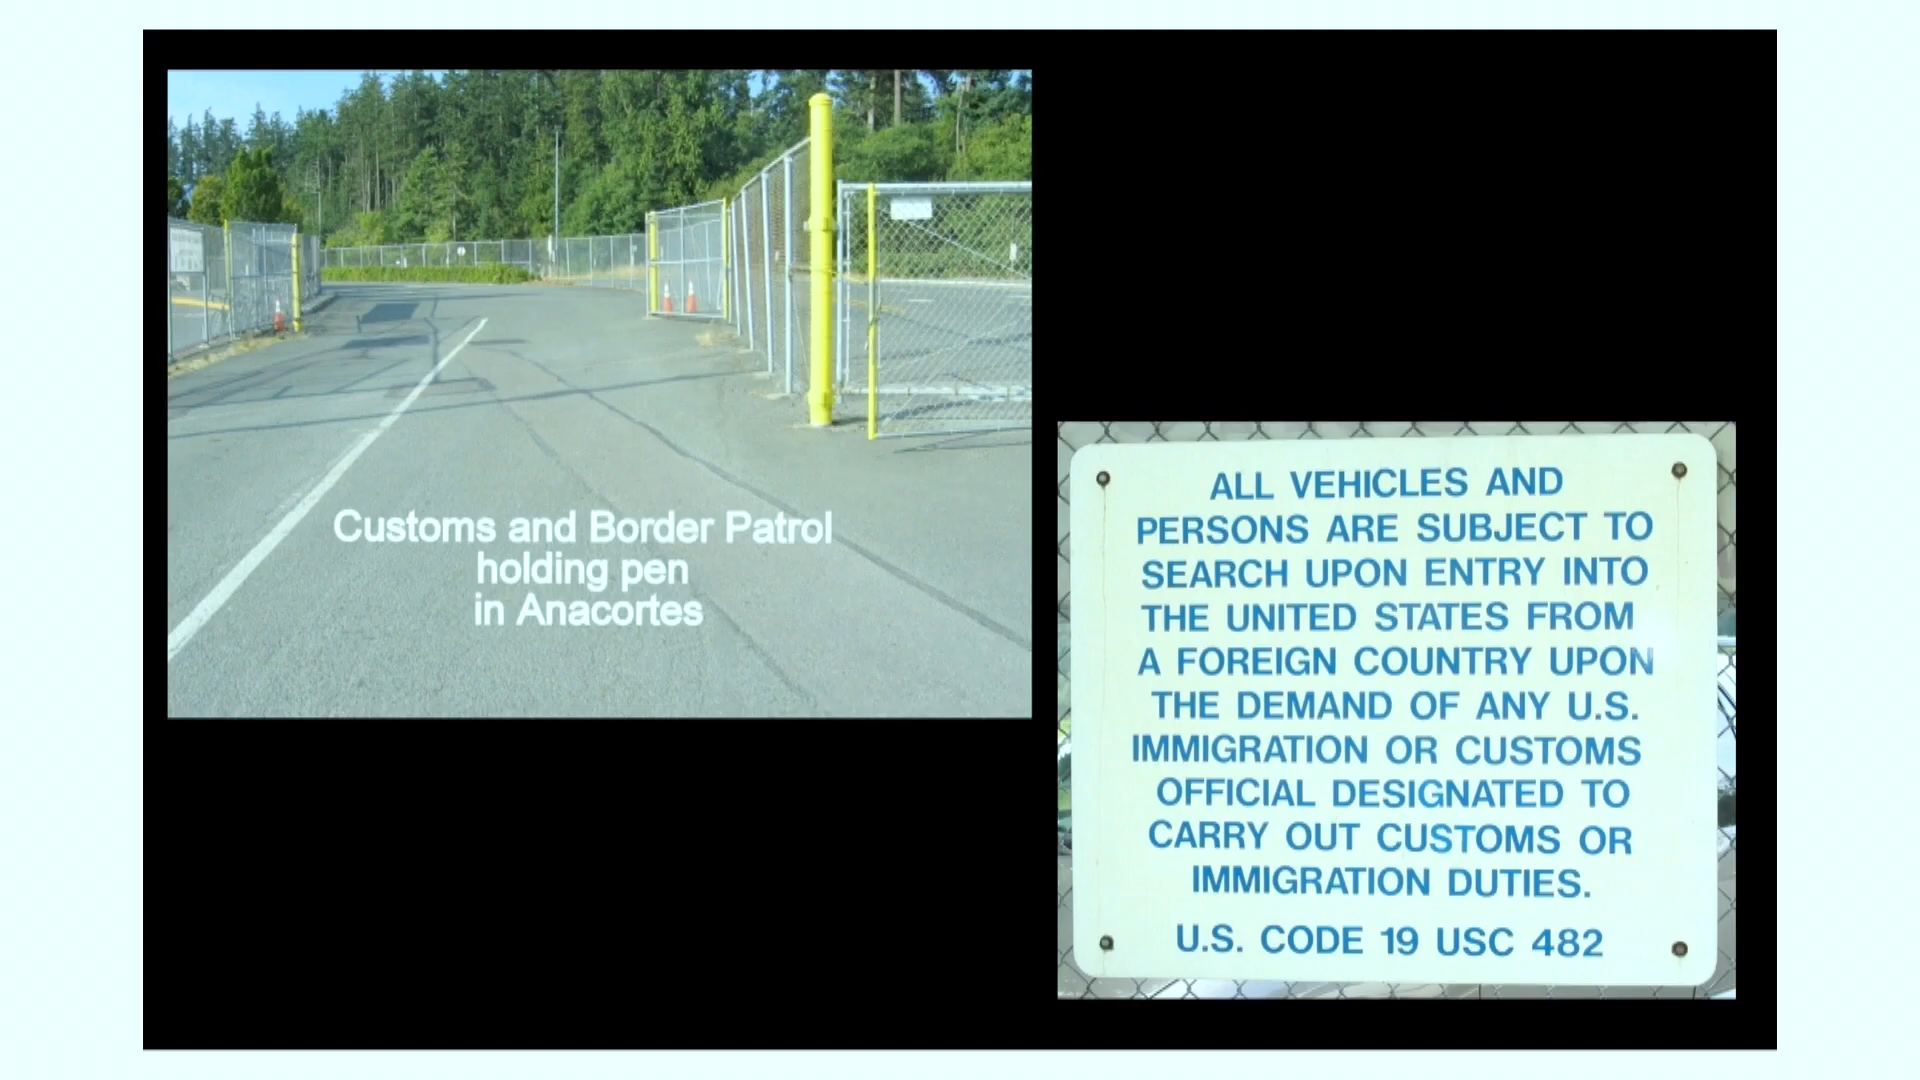 Customs and Border Patrol
holding pen
in Anacortes
ALL VEHICLES AND
PERSONS ARE SUBJECT TO
SEARCH UPON ENTRY INTO
THE UNITED STATES FROM
A FOREIGN COUNTRY UPON
THE DEMAND OF ANY U.S.
IMMIGRATION OR CUSTOMS
OFFICIAL DESIGNATED TO
CARRY OUT CUSTOMS OR
IMMIGRATION DUTIES.
U.S. CODE 19 USC 482